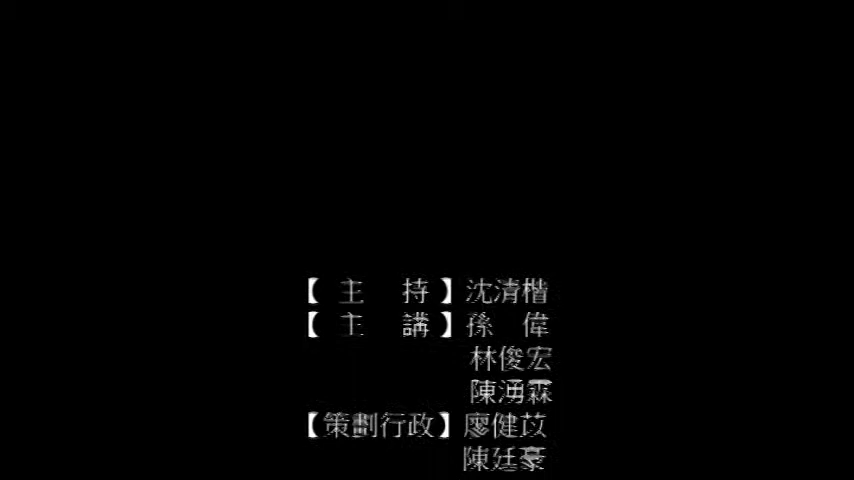 【主　持】沈清楷
【主　講】孫　偉
林俊宏
陳湧霖
【策劃行政】廖健苡
陳廷豪